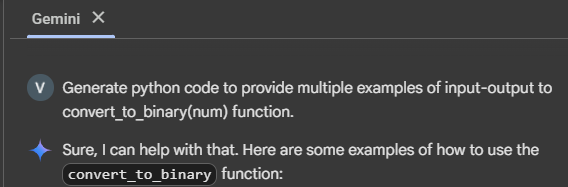 Gemini ×
V Generate python code to provide multiple examples of input-output to
convert_to_binary(num) function.
Sure, I can help with that. Here are some examples of how to use the
convert_to_binary function: